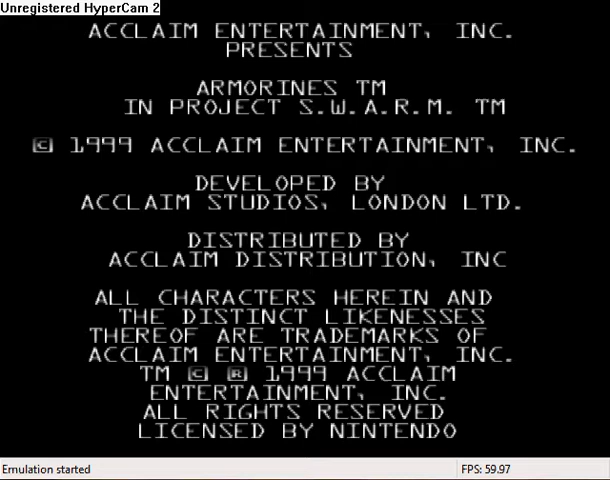 Unregistered HyperCam 2
ACCLAIM ENTERTAINMENT, INC.
PRESENTS
ARMORINES TM
IN PROJECT S.W.A.R.M. TM
© 1999 ACCLAIM ENTERTAINMENT, INC.
DEVELOPED BY
ACCLAIM STUDIOS, LONDON LTD.
DISTRIBUTED BY
ACCLAIM DISTRIBUTION, INC
ALL CHARACTERS HEREIN AND
THE DISTINCT LIKENESSES
THEREOF ARE TRADEMARKS OF
ACCLAIM ENTERTAINMENT, INC.
TM © ® 1999 ACCLAIM
ENTERTAINMENT, INC.
ALL RIGHTS RESERVED
LICENSED BY NINTENDO
Emulation started
FPS: 59.97